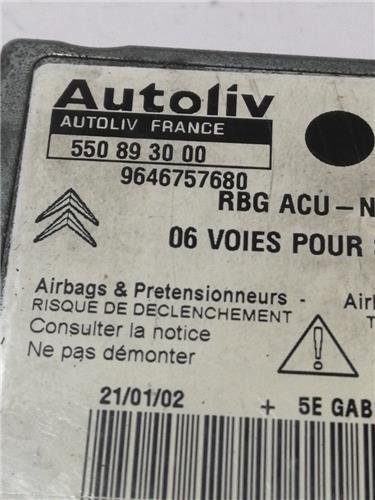 Autoliv
AUTOLIV FRANCE
550 89 30 00
9646757680
RBG ACU - N
06 VOIES POUR
Airbags & Pretensionneurs -
RISQUE DE DECLENCHEMENT
Consulter la notice
Ne pas démonter
21/01/02 + 5E GAB